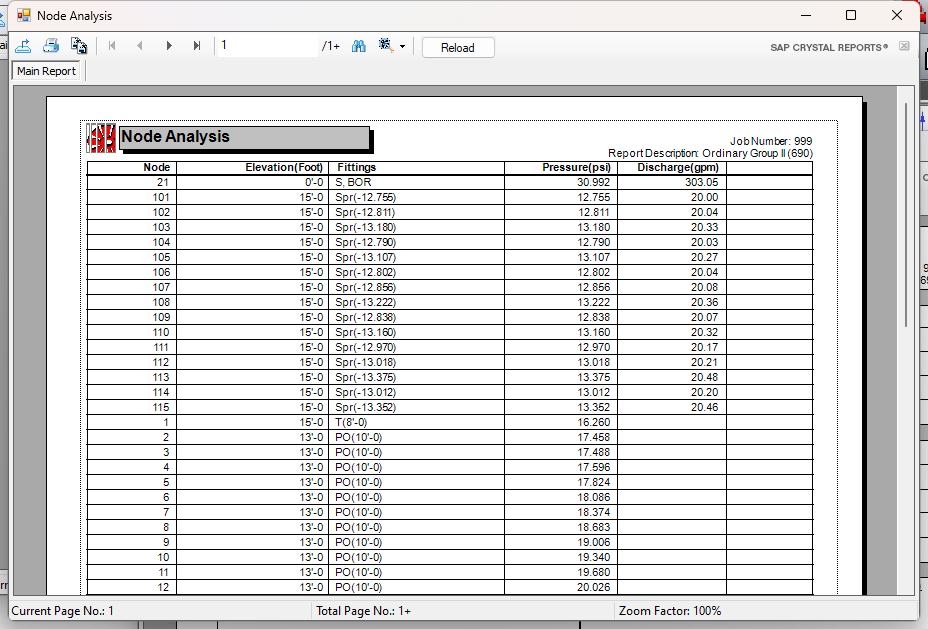 Node Analysis
1 /1+ Reload SAP CRYSTAL REPORTS®
Main Report
Node Analysis
Job Number: 999
Report Description: Ordinary Group II (690)
Node Elevation(Foot) Fittings Pressure(psi) Discharge(gpm)
21 0'-0 S, BOR 30.992 303.05
101 15'-0 Spr(-12.755) 12.755 20.00
102 15'-0 Spr(-12.811) 12.811 20.04
103 15'-0 Spr(-13.180) 13.180 20.33
104 15'-0 Spr(-12.790) 12.790 20.03
105 15'-0 Spr(-13.107) 13.107 20.27
106 15'-0 Spr(-12.802) 12.802 20.04
107 15'-0 Spr(-12.856) 12.856 20.08
108 15'-0 Spr(-13.222) 13.222 20.36
109 15'-0 Spr(-12.838) 12.838 20.07
110 15'-0 Spr(-13.160) 13.160 20.32
111 15'-0 Spr(-12.970) 12.970 20.17
112 15'-0 Spr(-13.018) 13.018 20.21
113 15'-0 Spr(-13.375) 13.375 20.48
114 15'-0 Spr(-13.012) 13.012 20.20
115 15'-0 Spr(-13.352) 13.352 20.46
1 15'-0 T(8'-0) 16.260
2 13'-0 PO(10'-0) 17.458
3 13'-0 PO(10'-0) 17.488
4 13'-0 PO(10'-0) 17.596
5 13'-0 PO(10'-0) 17.824
6 13'-0 PO(10'-0) 18.086
7 13'-0 PO(10'-0) 18.374
8 13'-0 PO(10'-0) 18.683
9 13'-0 PO(10'-0) 19.006
10 13'-0 PO(10'-0) 19.340
11 13'-0 PO(10'-0) 19.680
12 13'-0 PO(10'-0) 20.026
Current Page No.: 1 Total Page No.: 1+ Zoom Factor: 100%